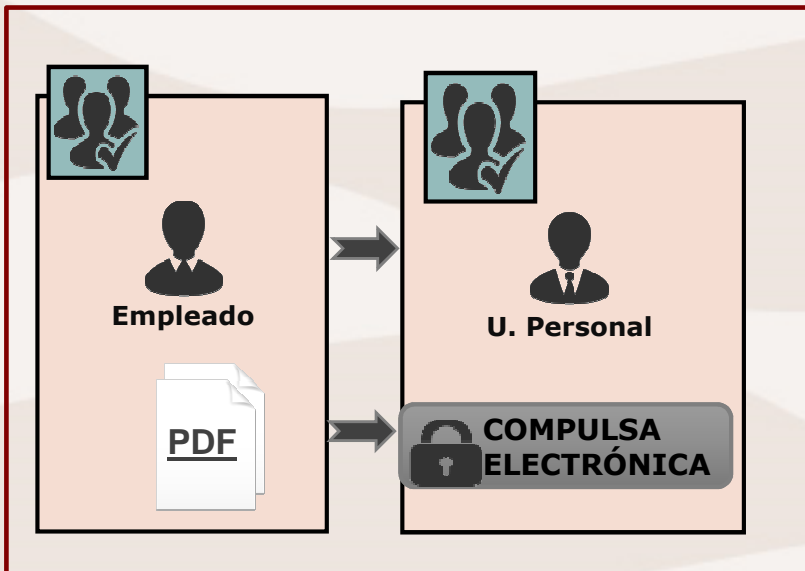 Empleado
PDF
U. Personal
COMPULSA
ELECTRÓNICA